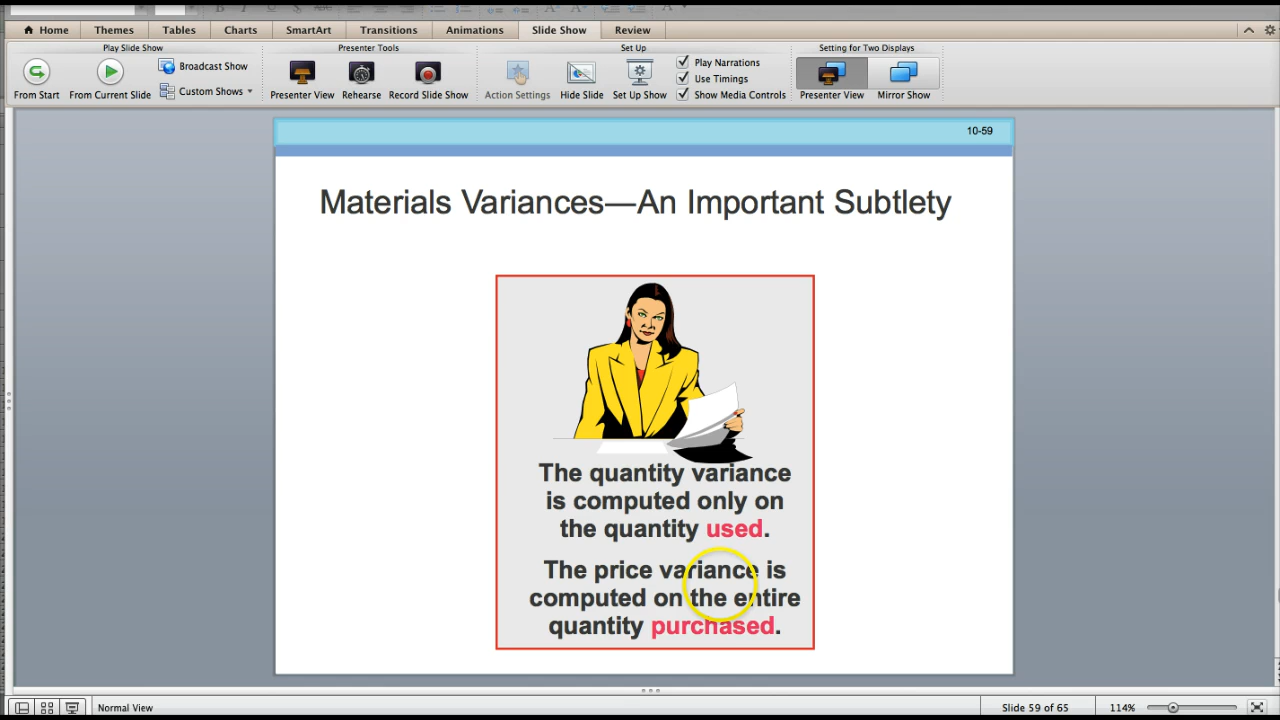 Home Themes Tables Charts SmartArt Transitions Animations Slide Show Review
Play Slide Show Presenter Tools Set Up Setting for Two Displays
From Start From Current Slide Broadcast Show Custom Shows Presenter View Rehearse Record Slide Show Action Settings Hide Slide Set Up Show Play Narrations Use Timings Show Media Controls Presenter View Mirror Show
10-59
Materials Variances—An Important Subtlety
The quantity variance
is computed only on
the quantity used.
The price variance is
computed on the entire
quantity purchased.
Normal View Slide 59 of 65 114%